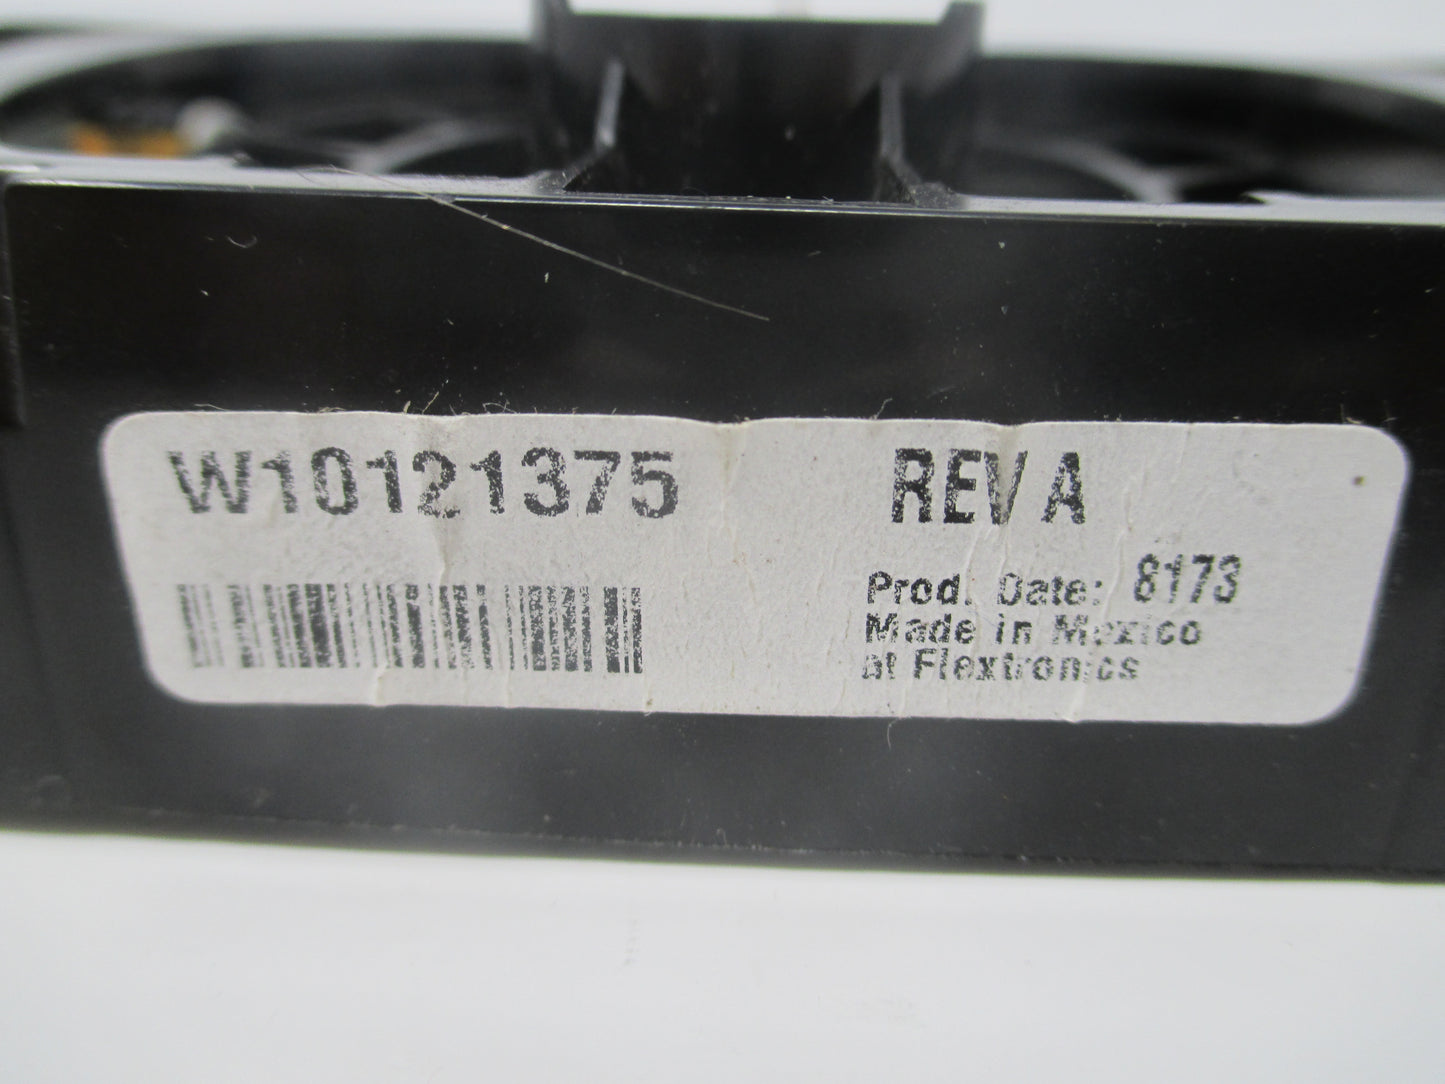 W10121375
REV A
Prod. Date: 8173
Made in Mexico
at Flextronics